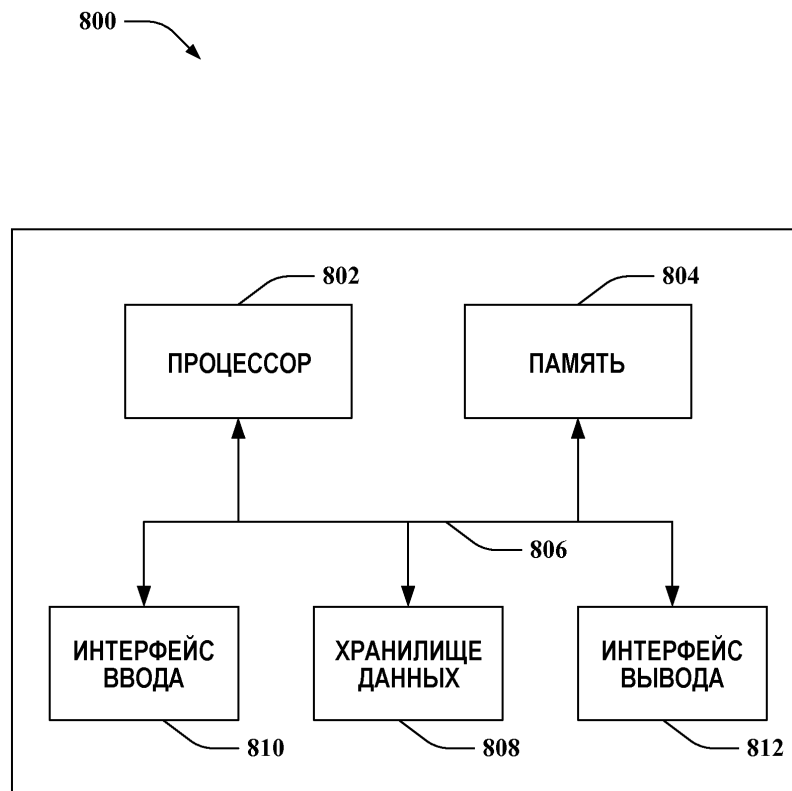 800
802
804
ПРОЦЕССОР
ПАМЯТЬ
806
ИНТЕРФЕЙС
ВВОДА
ХРАНИЛИЩЕ
ДАННЫХ
ИНТЕРФЕЙС
ВЫВОДА
810
808
812